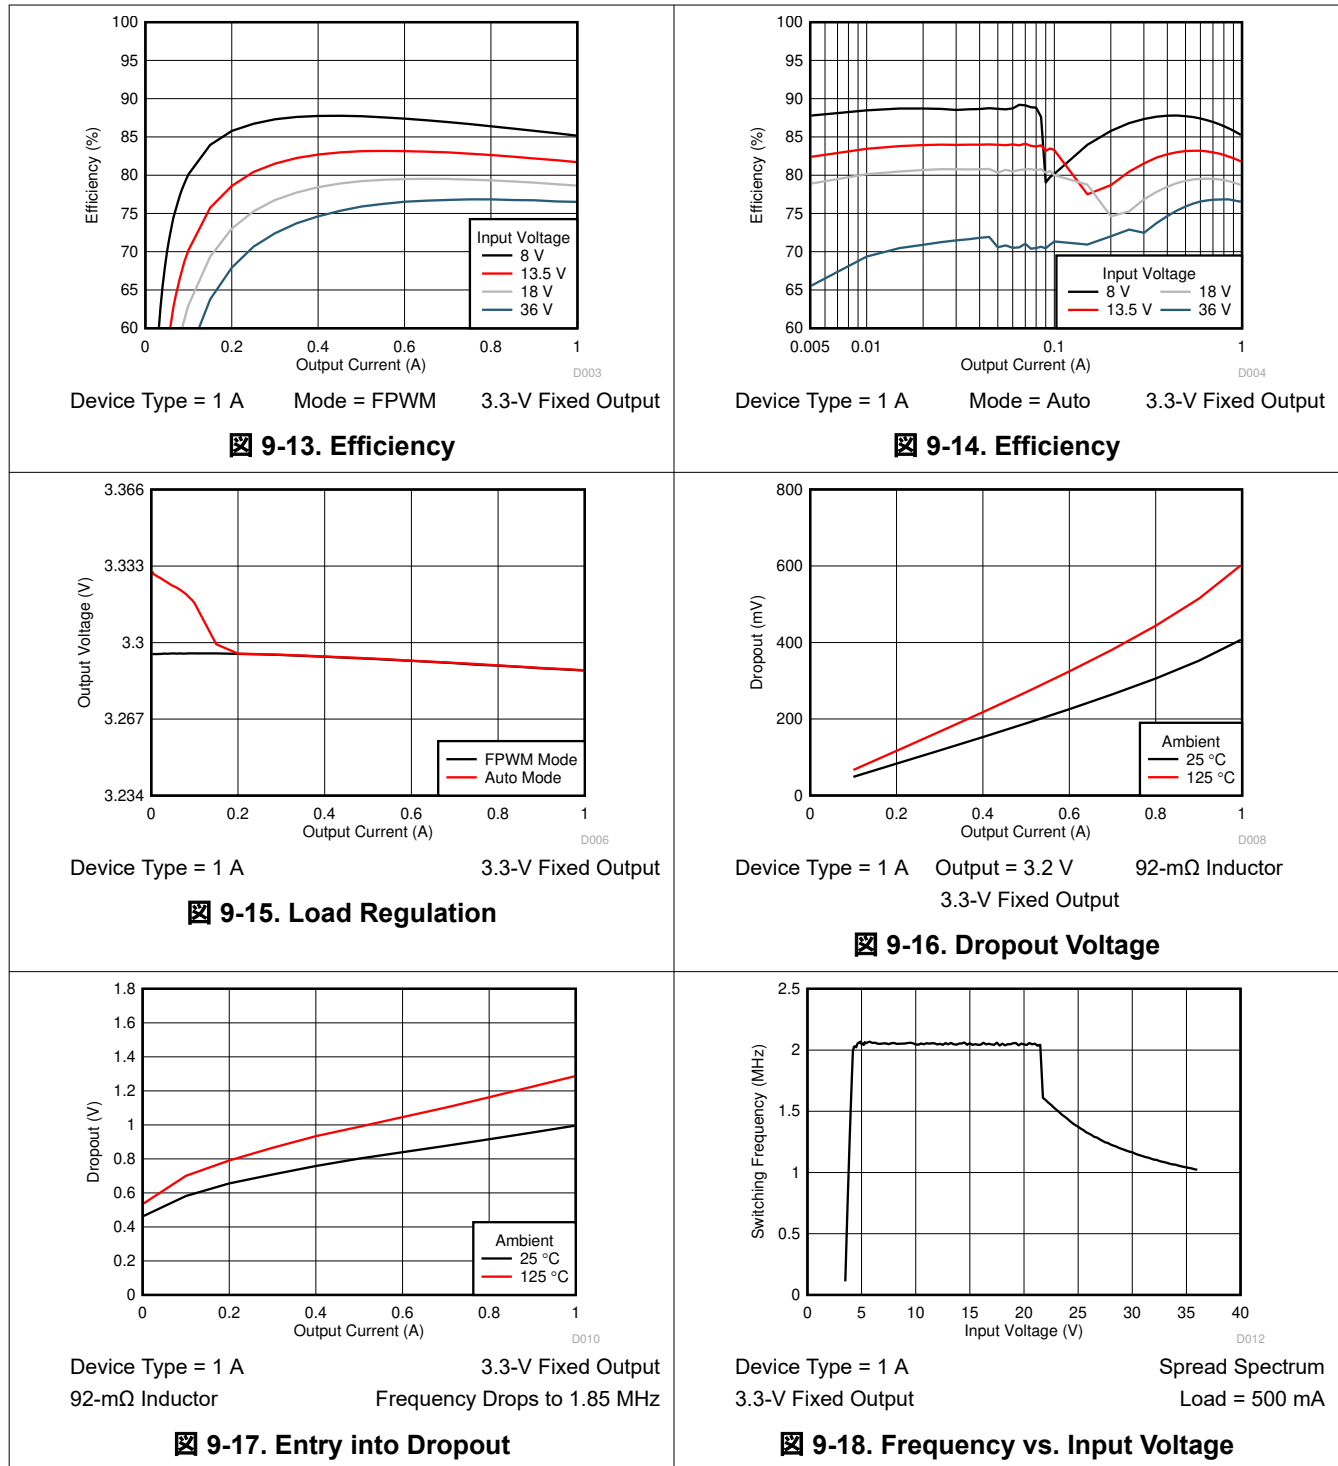 100
95
90
85
80
75
70
65
60
Efficiency (%)
Input Voltage
8 V
13.5 V
18 V
36 V
0 0.2 0.4 0.6 0.8 1
Output Current (A)
D003
Device Type = 1 A Mode = FPWM 3.3-V Fixed Output
図 9-13. Efficiency
100
95
90
85
80
75
70
65
60
Efficiency (%)
Input Voltage
8 V 18 V
13.5 V 36 V
0.005 0.01 0.1 1
Output Current (A)
D004
Device Type = 1 A Mode = Auto 3.3-V Fixed Output
図 9-14. Efficiency
3.366
3.333
3.3
3.267
3.234
Output Voltage (V)
FPWM Mode
Auto Mode
0 0.2 0.4 0.6 0.8 1
Output Current (A)
D006
Device Type = 1 A 3.3-V Fixed Output
図 9-15. Load Regulation
800
600
400
200
0
Dropout (mV)
Ambient
25 °C
125 °C
0 0.2 0.4 0.6 0.8 1
Output Current (A)
D008
Device Type = 1 A Output = 3.2 V 92-mΩ Inductor
3.3-V Fixed Output
図 9-16. Dropout Voltage
1.8
1.6
1.4
1.2
1
0.8
0.6
0.4
0.2
0
Dropout (V)
Ambient
25 °C
125 °C
0 0.2 0.4 0.6 0.8 1
Output Current (A)
D010
Device Type = 1 A 3.3-V Fixed Output
92-mΩ Inductor Frequency Drops to 1.85 MHz
図 9-17. Entry into Dropout
2.5
2
1.5
1
0.5
0
Switching Frequency (MHz)
0 5 10 15 20 25 30 35 40
Input Voltage (V)
D012
Device Type = 1 A Spread Spectrum
3.3-V Fixed Output Load = 500 mA
図 9-18. Frequency vs. Input Voltage